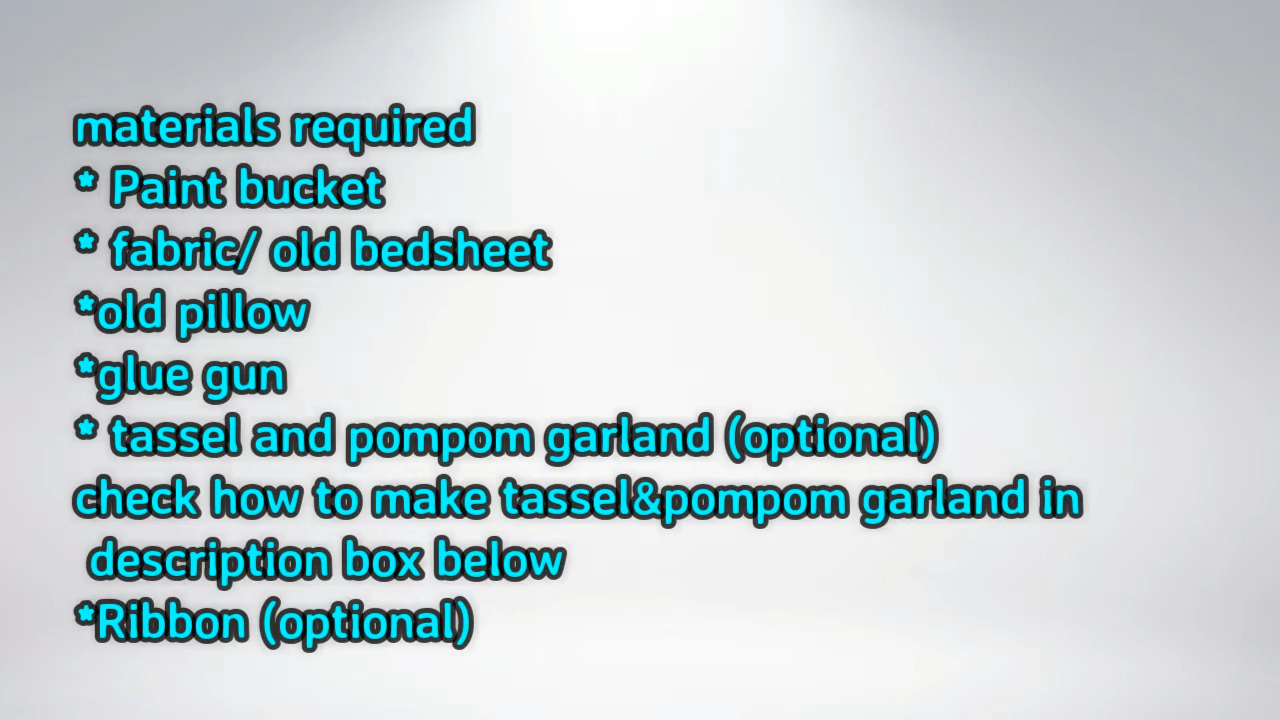 materials required
* Paint bucket
* fabric/ old bedsheet
*old pillow
*glue gun
* tassel and pompom garland (optional)
check how to make tassel&pompom garland in
description box below
*Ribbon (optional)